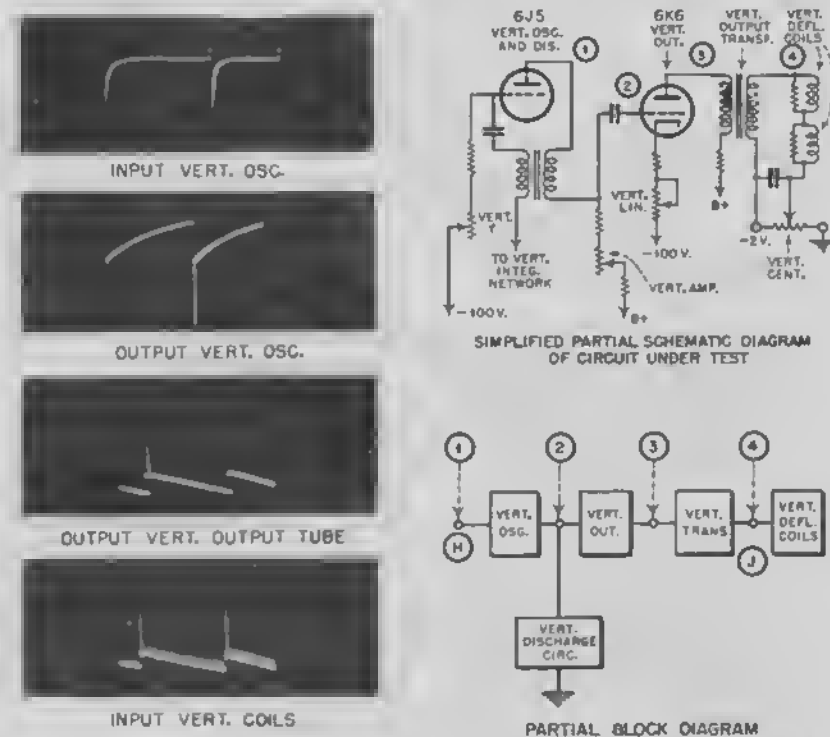 INPUT VERT. OSC.
OUTPUT VERT. OSC.
OUTPUT VERT. OUTPUT TUBE
INPUT VERT. COILS
6J5
VERT. OSC.
AND DIS.
1
2
6K6
VERT.
OUT.
3
VERT.
OUTPUT
TRANSF.
4
VERT.
DEFL.
COILS
VERT.
TO VERT.
INTEG.
NETWORK
-100V.
VERT.
LIN.
-100V.
VERT. AMP.
B+
B+
-2V.
VERT.
CENT.
SIMPLIFIED PARTIAL SCHEMATIC DIAGRAM
OF CIRCUIT UNDER TEST
1
2
3
4
H
VERT.
OSC.
VERT.
OUT.
VERT.
TRANS.
J
VERT.
DEFL.
COILS
VERT.
DISCHARGE
CIRC.
PARTIAL BLOCK DIAGRAM